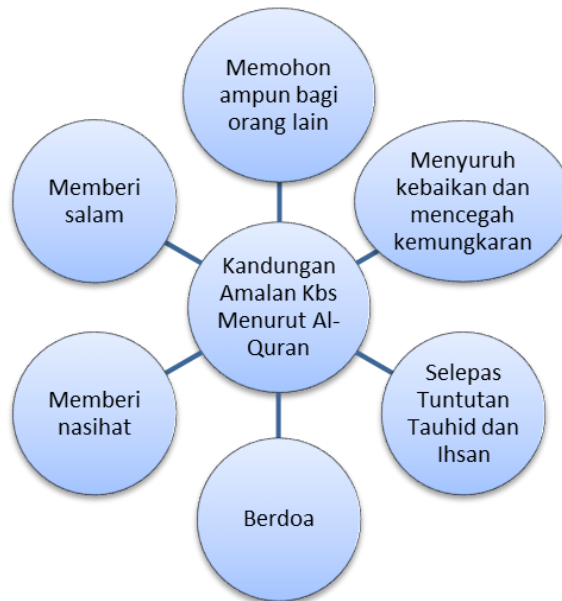 Memohon
ampun bagi
orang lain
Memberi
salam
Menyuruh
kebaikan dan
mencegah
kemungkaran
Kandungan
Amalan Kbs
Menurut Al-
Quran
Memberi
nasihat
Selepas
Tuntutan
Tauhid dan
Ihsan
Berdoa